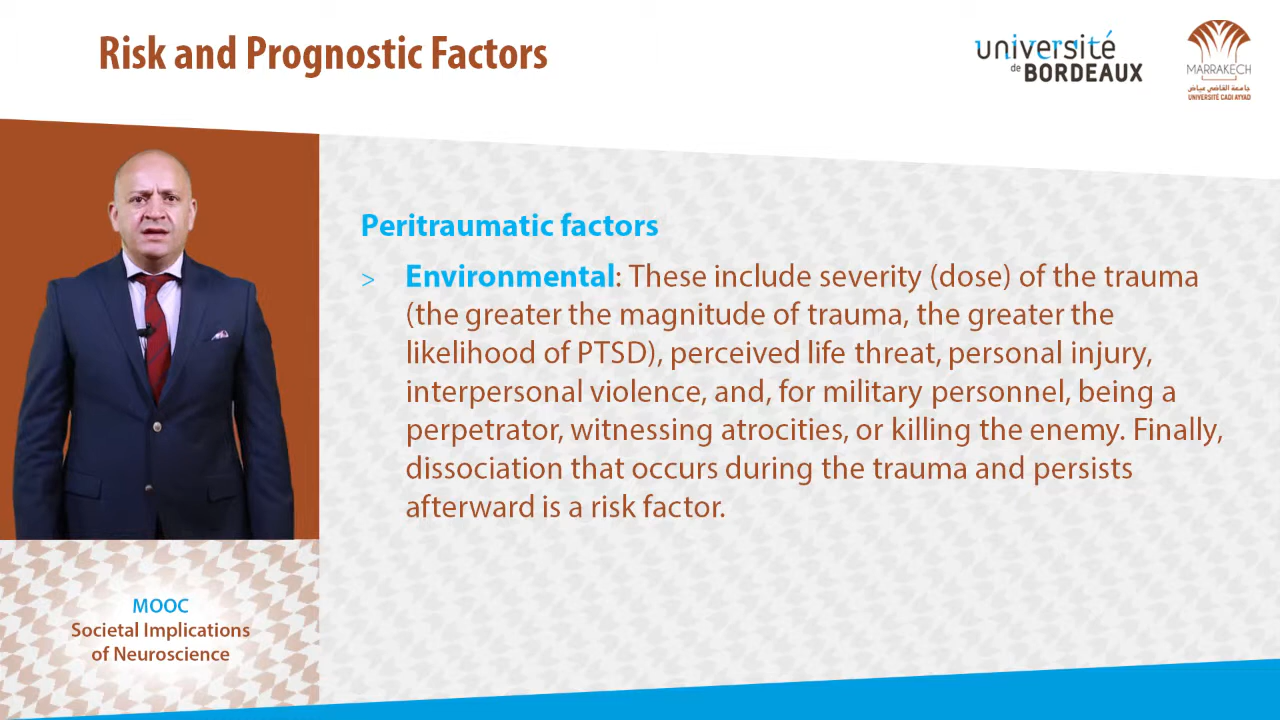 Risk and Prognostic Factors
université
de BORDEAUX
MARRAKECH
جامعة القاضي عياض
UNIVERSITÉ CADI AYYAD
Peritraumatic factors
> Environmental: These include severity (dose) of the trauma
(the greater the magnitude of trauma, the greater the
likelihood of PTSD), perceived life threat, personal injury,
interpersonal violence, and, for military personnel, being a
perpetrator, witnessing atrocities, or killing the enemy. Finally,
dissociation that occurs during the trauma and persists
afterward is a risk factor.
MOOC
Societal Implications
of Neuroscience